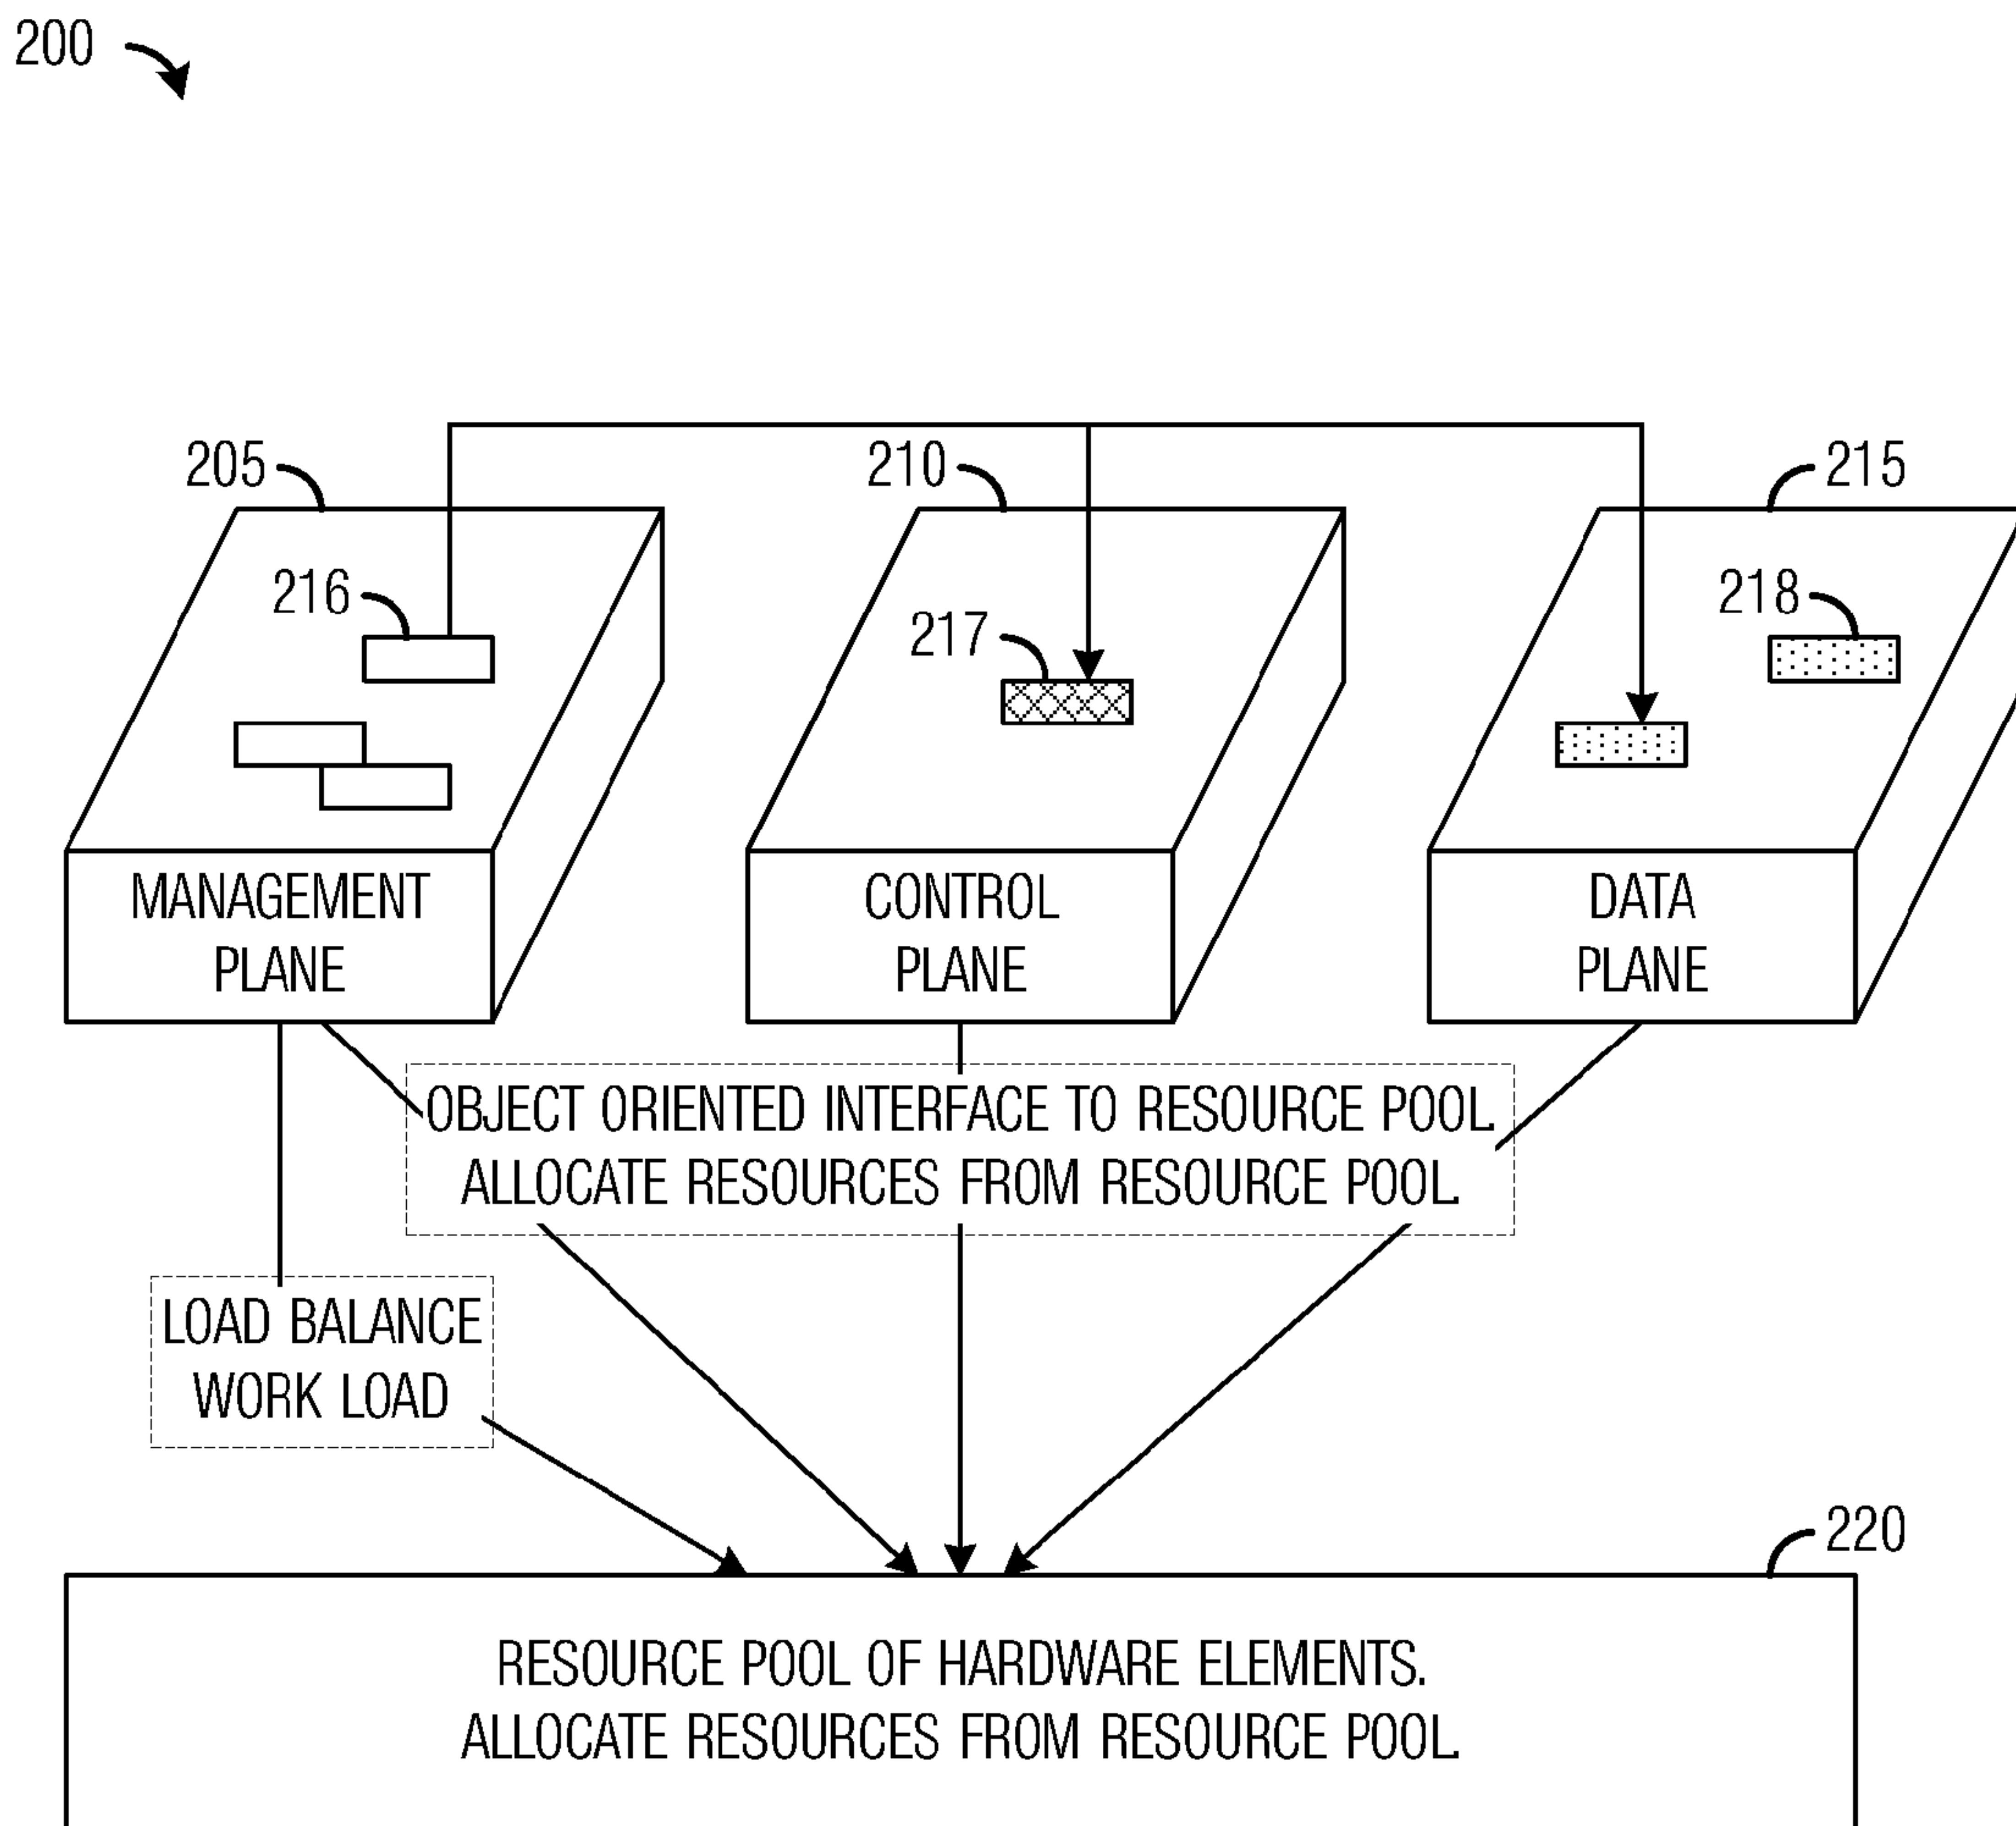 200
205
210
215
216
217
218
MANAGEMENT
PLANE
CONTROL
PLANE
DATA
PLANE
OBJECT ORIENTED INTERFACE TO RESOURCE POOL.
ALLOCATE RESOURCES FROM RESOURCE POOL.
LOAD BALANCE
WORK LOAD
220
RESOURCE POOL OF HARDWARE ELEMENTS.
ALLOCATE RESOURCES FROM RESOURCE POOL.